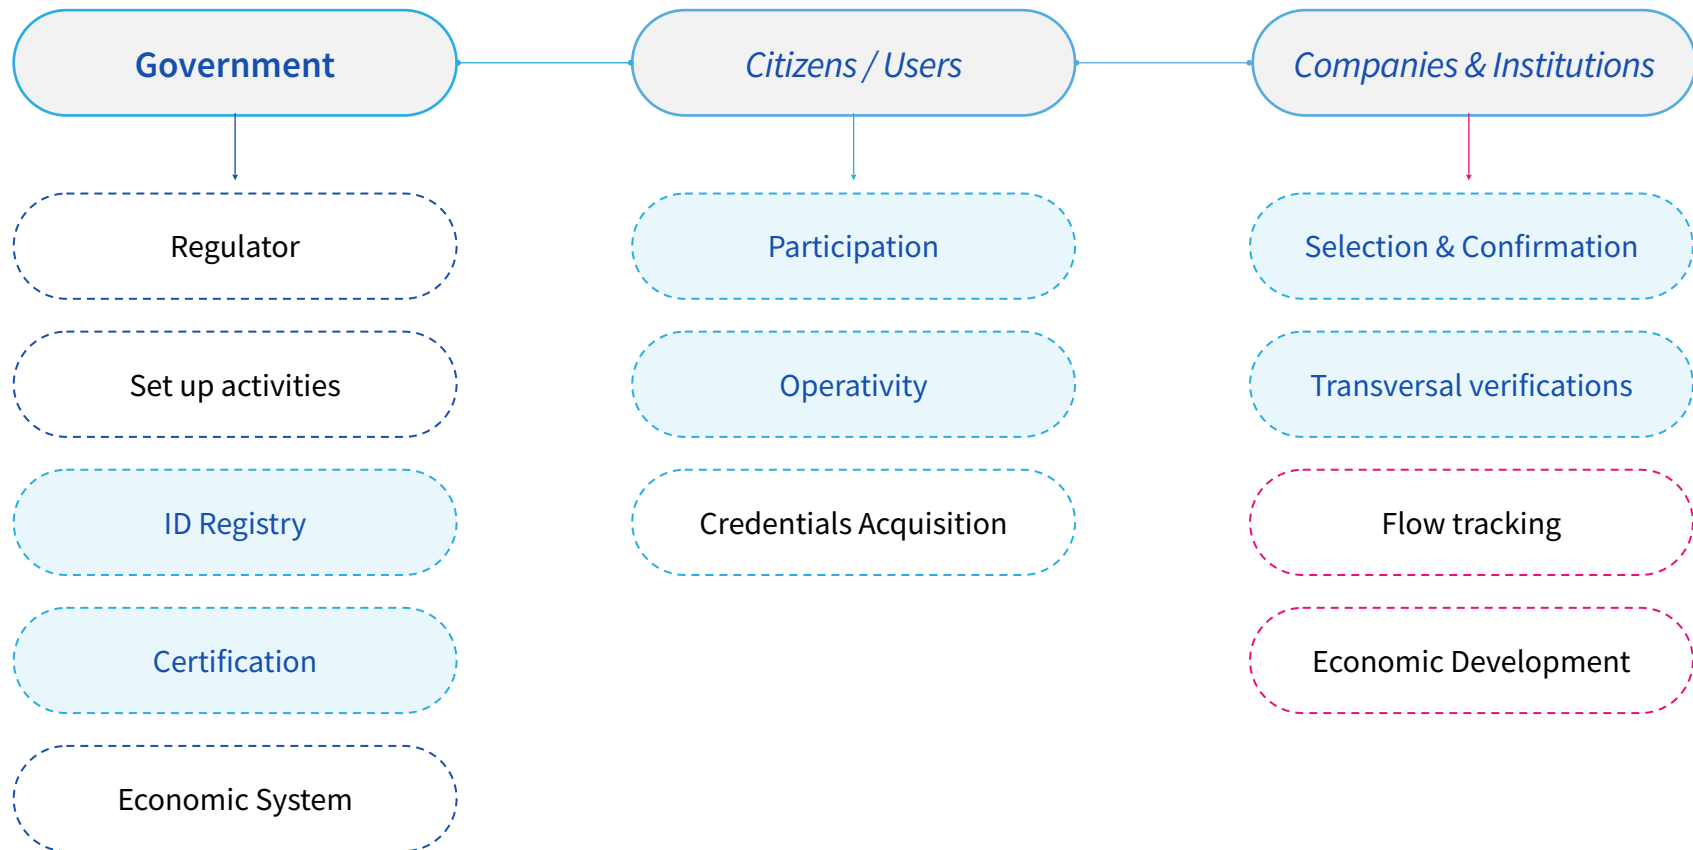 Government
Citizens / Users
Companies & Institutions
Regulator
Participation
Selection & Confirmation
Set up activities
Operativity
Transversal verifications
ID Registry
Credentials Acquisition
Flow tracking
Certification
Economic Development
Economic System